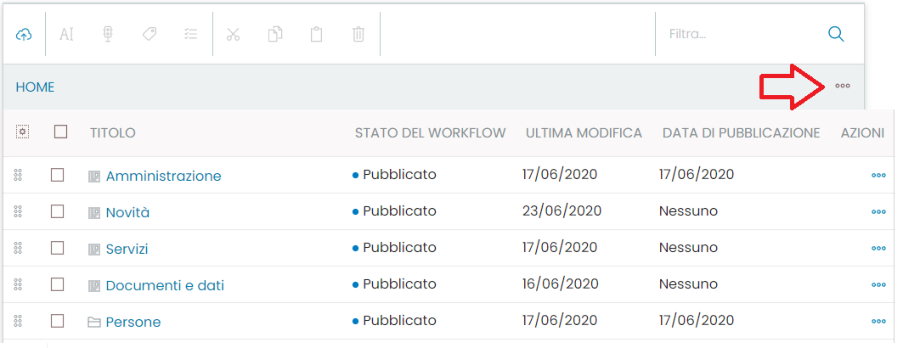 AI Filtra...
HOME
TITOLO STATO DEL WORKFLOW ULTIMA MODIFICA DATA DI PUBBLICAZIONE AZIONI
Amministrazione Pubblicato 17/06/2020 17/06/2020
Novità Pubblicato 23/06/2020 Nessuno
Servizi Pubblicato 17/06/2020 Nessuno
Documenti e dati Pubblicato 16/06/2020 Nessuno
Persone Pubblicato 17/06/2020 17/06/2020